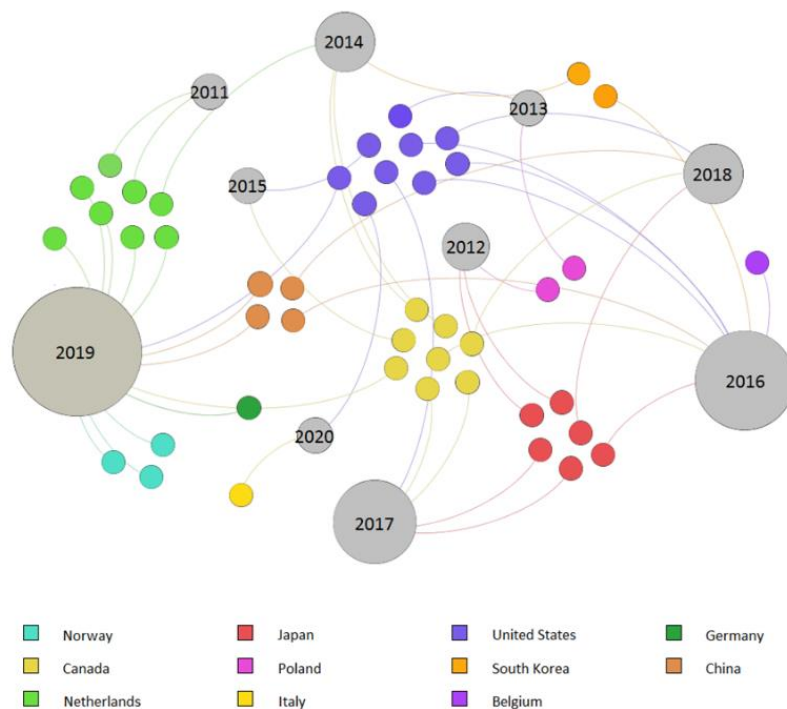 2014
2011
2013
2015
2018
2012
2019
2016
2020
2017
Norway
Japan
United States
Germany
Canada
Poland
South Korea
China
Netherlands
Italy
Belgium